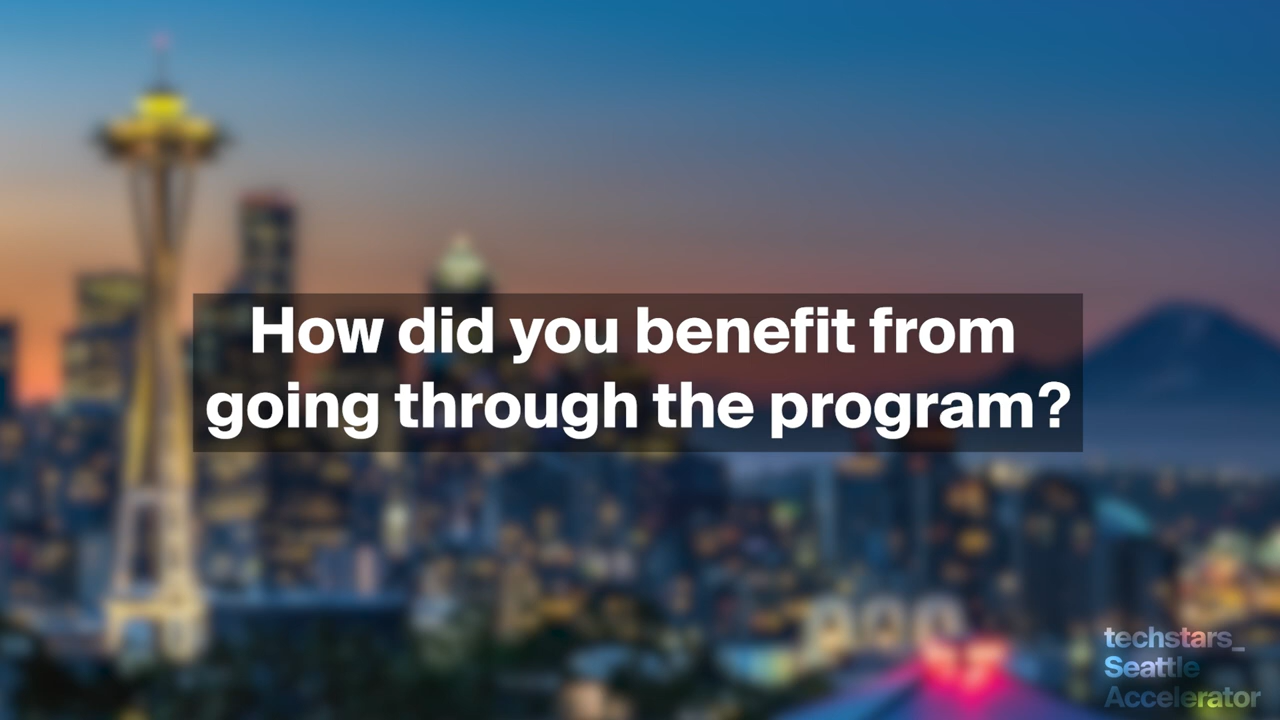 How did you benefit from
going through the program?
techstars_
Seattle
Accelerator